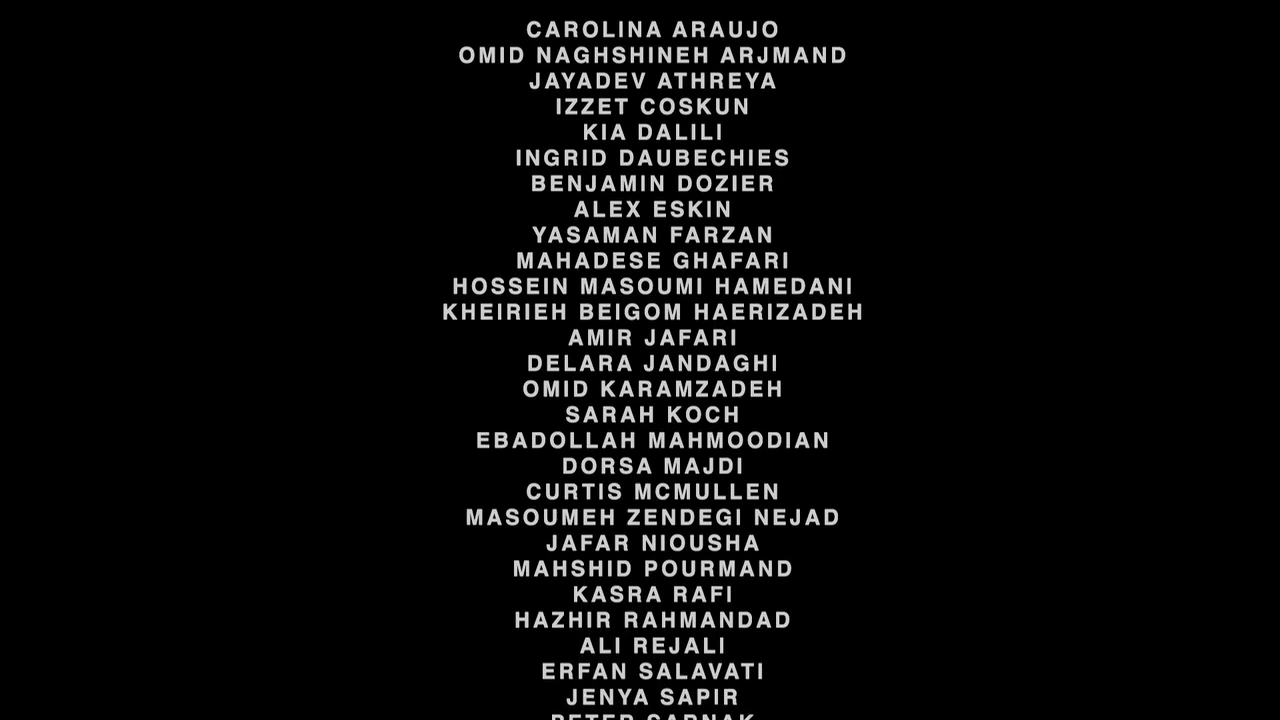 CAROLINA ARAUJO
OMID NAGHSHINEH ARJMAND
JAYADEV ATHREYA
IZZET COSKUN
KIA DALILI
INGRID DAUBECHIES
BENJAMIN DOZIER
ALEX ESKIN
YASAMAN FARZAN
MAHADESE GHAFARI
HOSSEIN MASOUMI HAMEDANI
KHEIRIEH BEIGOM HAERIZADEH
AMIR JAFARI
DELARA JANDAGHI
OMID KARAMZADEH
SARAH KOCH
EBADOLLAH MAHMOODIAN
DORSA MAJDI
CURTIS MCMULLEN
MASOUMEH ZENDEGI NEJAD
JAFAR NIOUSHA
MAHSHID POURMAND
KASRA RAFI
HAZHIR RAHMANDAD
ALI REJALI
ERFAN SALAVATI
JENYA SAPIR